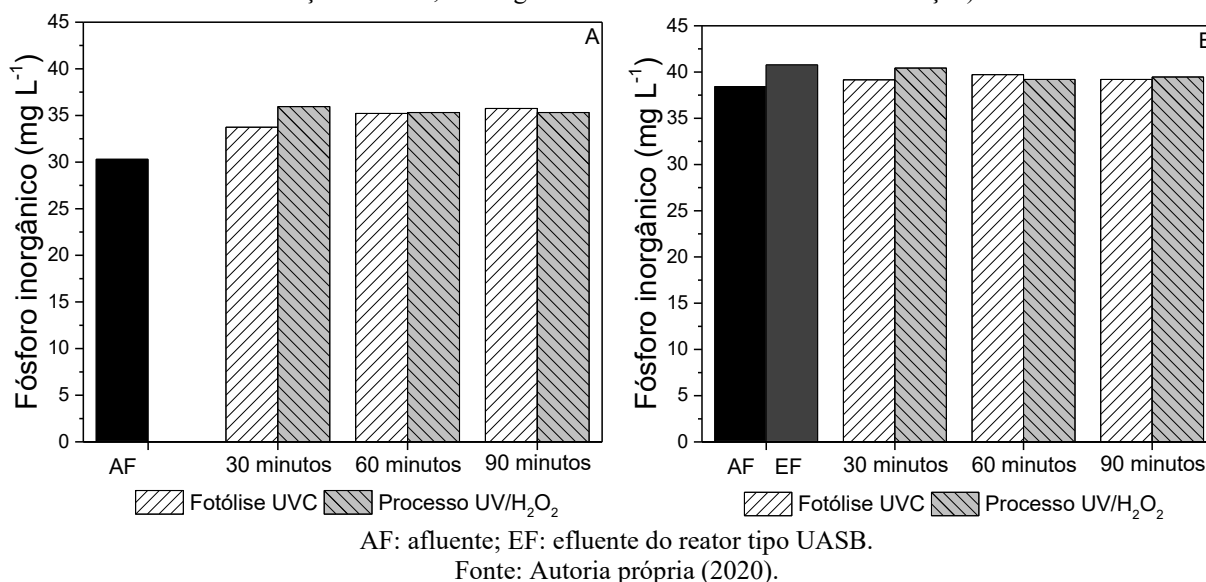 A
Fósforo inorgânico (mg L-1)
45
40
35
30
25
20
15
10
5
0
AF 30 minutos 60 minutos 90 minutos
Fotólise UVC Processo UV/H2O2
Fósforo inorgânico (mg L-1)
45
40
35
30
25
20
15
10
5
0
AF EF 30 minutos 60 minutos 90 minutos
Fotólise UVC Processo UV/H2O2
AF: afluente; EF: efluente do reator tipo UASB.
Fonte: Autoria própria (2020).